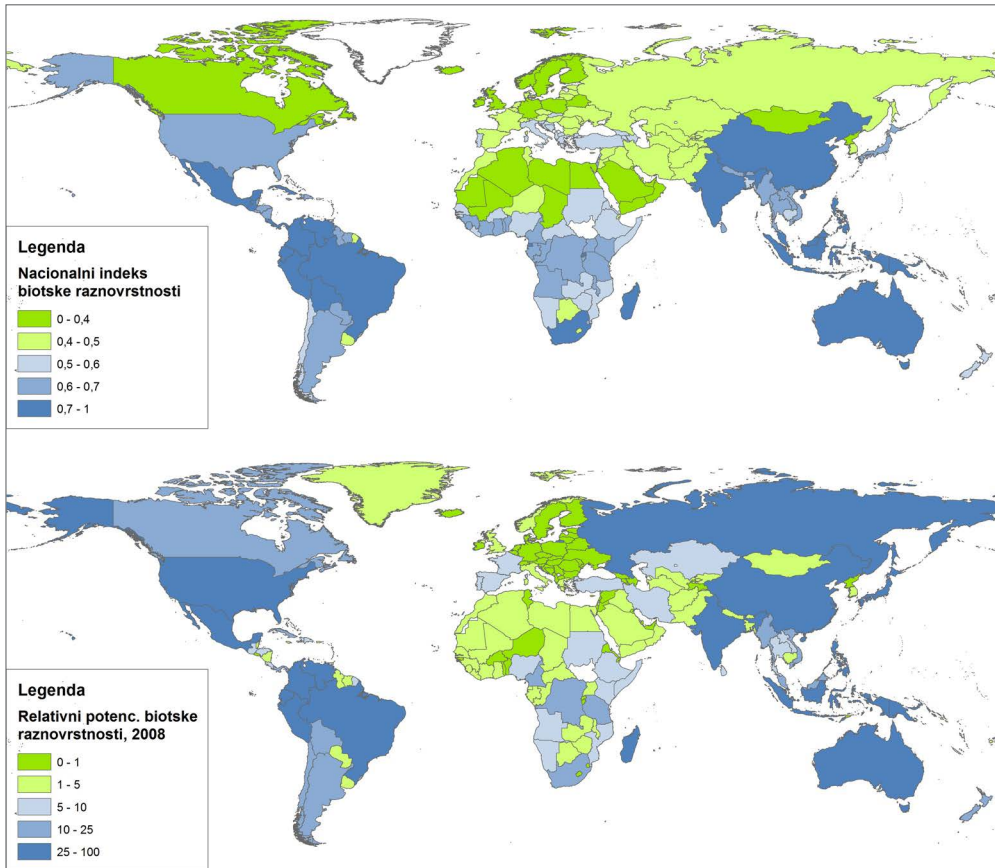 Legenda
Nacionalni indeks
biotske raznovrstnosti
0 - 0,4
0,4 - 0,5
0,5 - 0,6
0,6 - 0,7
0,7 - 1
Legenda
Relativni potenc. biotske
raznovrstnosti, 2008
0 - 1
1 - 5
5 - 10
10 - 25
25 - 100